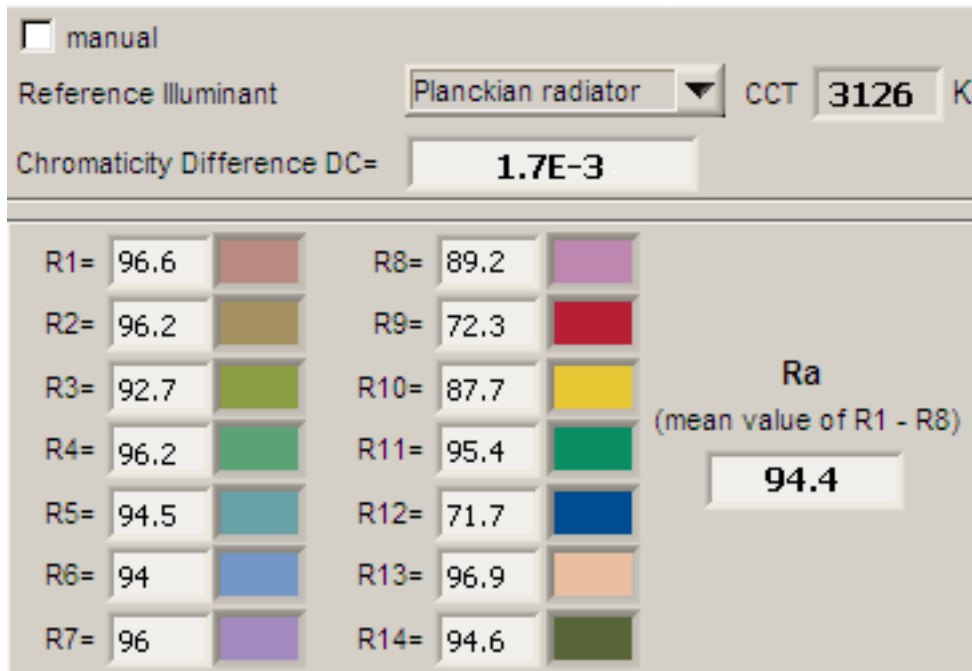 manual
Reference Illuminant Planckian radiator CCT 3126 K
Chromaticity Difference DC= 1.7E-3
R1= 96.6 R8= 89.2
R2= 96.2 R9= 72.3
R3= 92.7 R10= 87.7
R4= 96.2 R11= 95.4
R5= 94.5 R12= 71.7
R6= 94 R13= 96.9
R7= 96 R14= 94.6
Ra
(mean value of R1 - R8)
94.4